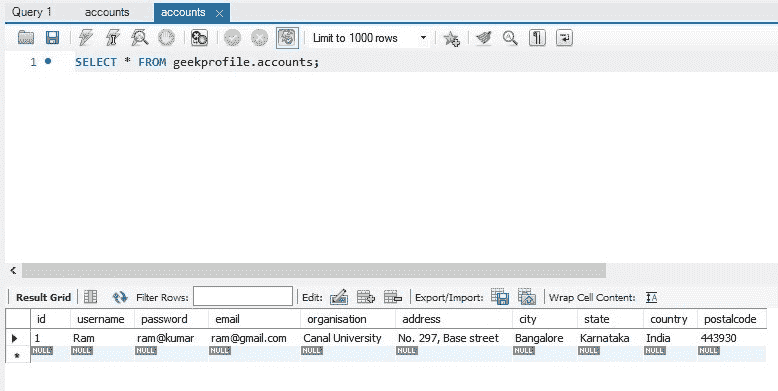 Query 1 accounts accounts ×
Limit to 1000 rows
1 SELECT * FROM geekprofile.accounts;
Result Grid Filter Rows: Edit: Export/Import: Wrap Cell Content: IA
id username password email organisation address city state country postalcode
1 Ram ram@kumar ram@gmail.com Canal University No. 297, Base street Bangalore Karnataka India 443930
* NULL NULL NULL NULL NULL NULL NULL NULL NULL NULL